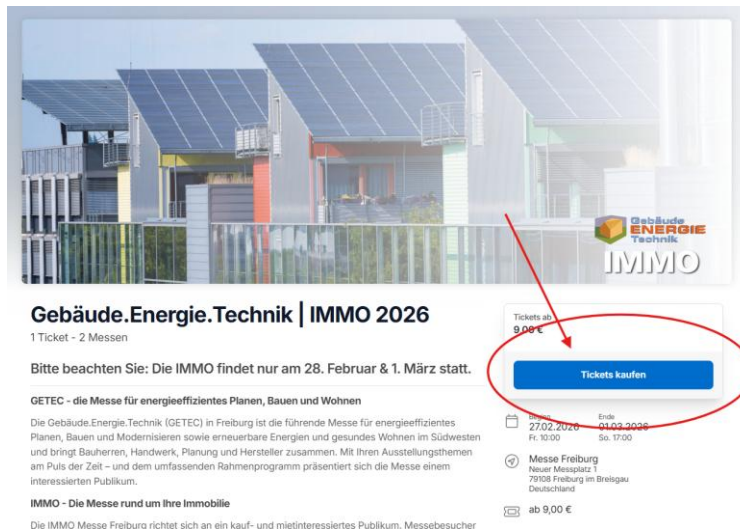 Gebäude
ENERGIE
Technik
IMMO
Gebäude.Energie.Technik | IMMO 2026
1 Ticket - 2 Messen
Bitte beachten Sie: Die IMMO findet nur am 28. Februar & 1. März statt.
GETEC - die Messe für energieeffizientes Planen, Bauen und Wohnen
Die Gebäude.Energie.Technik (GETEC) in Freiburg ist die führende Messe für energieeffizientes
Planen, Bauen und Modernisieren sowie erneuerbare Energien und gesundes Wohnen im Südwesten
und bringt Bauherren, Handwerk, Planung und Hersteller zusammen. Mit Ihren Ausstellungsthemen
am Puls der Zeit – und dem umfassenden Rahmenprogramm präsentiert sich die Messe einem
interessierten Publikum.
IMMO - Die Messe rund um Ihre Immobilie
Die IMMO Messe Freiburg richtet sich an ein kauf- und mietinteressiertes Publikum. Messebesucher
Tickets ab
9,00 €
Tickets kaufen
Beginn Ende
27.02.2026 01.03.2026
Fr. 10:00 So. 17:00
Messe Freiburg
Neuer Messplatz 1
79108 Freiburg im Breisgau
Deutschland
ab 9,00 €